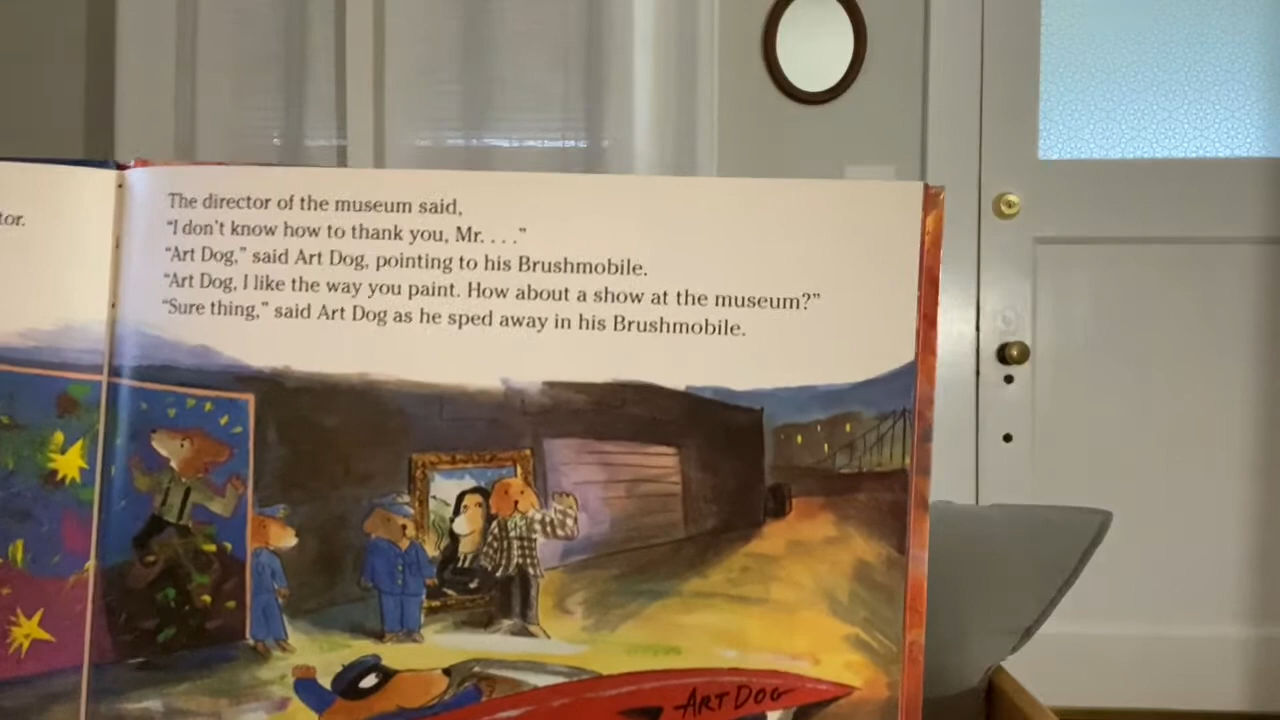 tor.
The director of the museum said,
"I don't know how to thank you, Mr. . . ."
"Art Dog," said Art Dog, pointing to his Brushmobile.
"Art Dog, I like the way you paint. How about a show at the museum?"
"Sure thing," said Art Dog as he sped away in his Brushmobile.
ART DOG